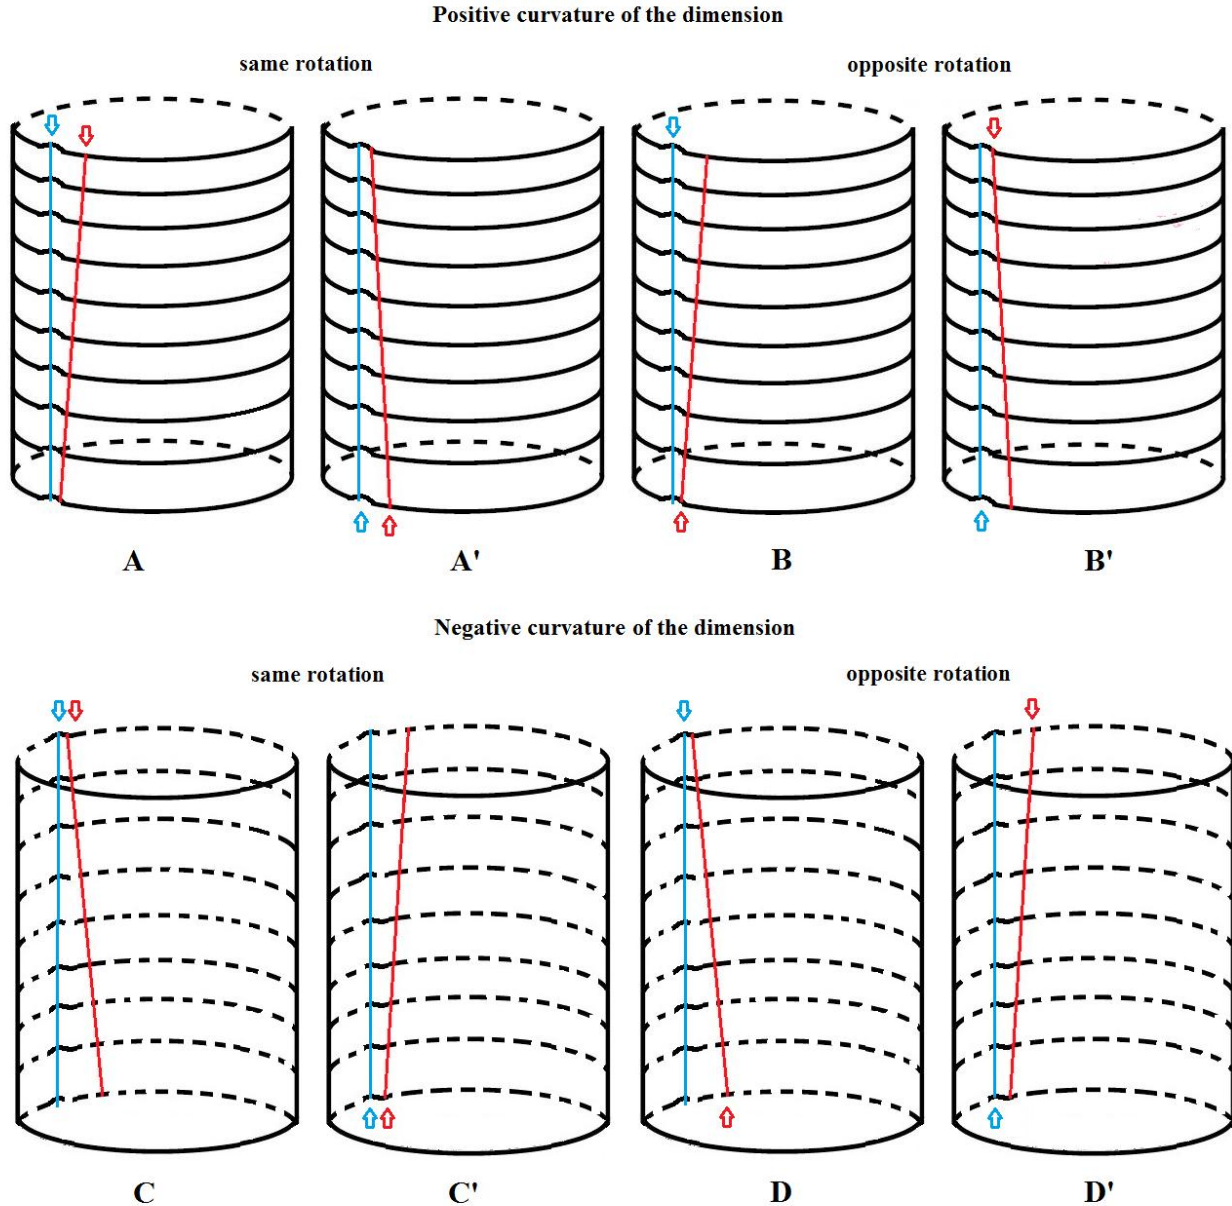 Positive curvature of the dimension
same rotation
opposite rotation
A
A'
B
B'
Negative curvature of the dimension
same rotation
opposite rotation
C
C'
D
D'